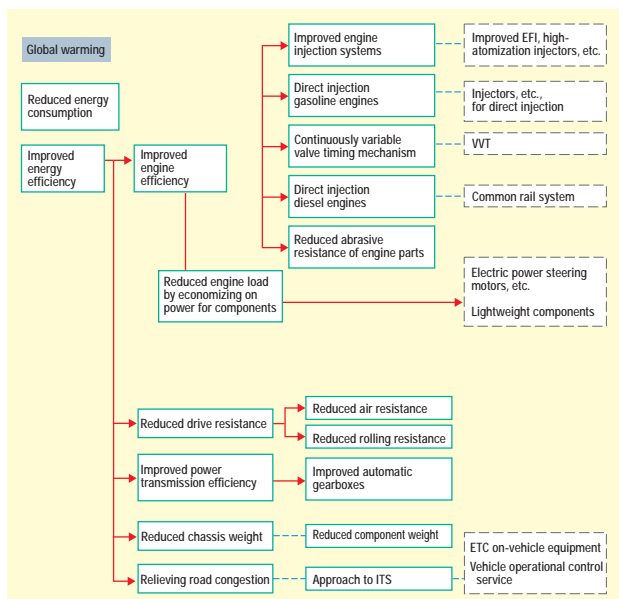 Global warming
Reduced energy
consumption
Improved
energy
efficiency
Improved
engine
efficiency
Improved engine
injection systems
Improved EFI, high-
atomization injectors, etc.
Direct injection
gasoline engines
Injectors, etc.,
for direct injection
Continuously variable
valve timing mechanism
VVT
Direct injection
diesel engines
Common rail system
Reduced abrasive
resistance of engine parts
Reduced engine load
by economizing on
power for components
Electric power steering
motors, etc.
Lightweight components
Reduced drive resistance
Reduced air resistance
Reduced rolling resistance
Improved power
transmission efficiency
Improved automatic
gearboxes
Reduced chassis weight
Reduced component weight
Relieving road congestion
Approach to ITS
ETC on-vehicle equipment
Vehicle operational control
service